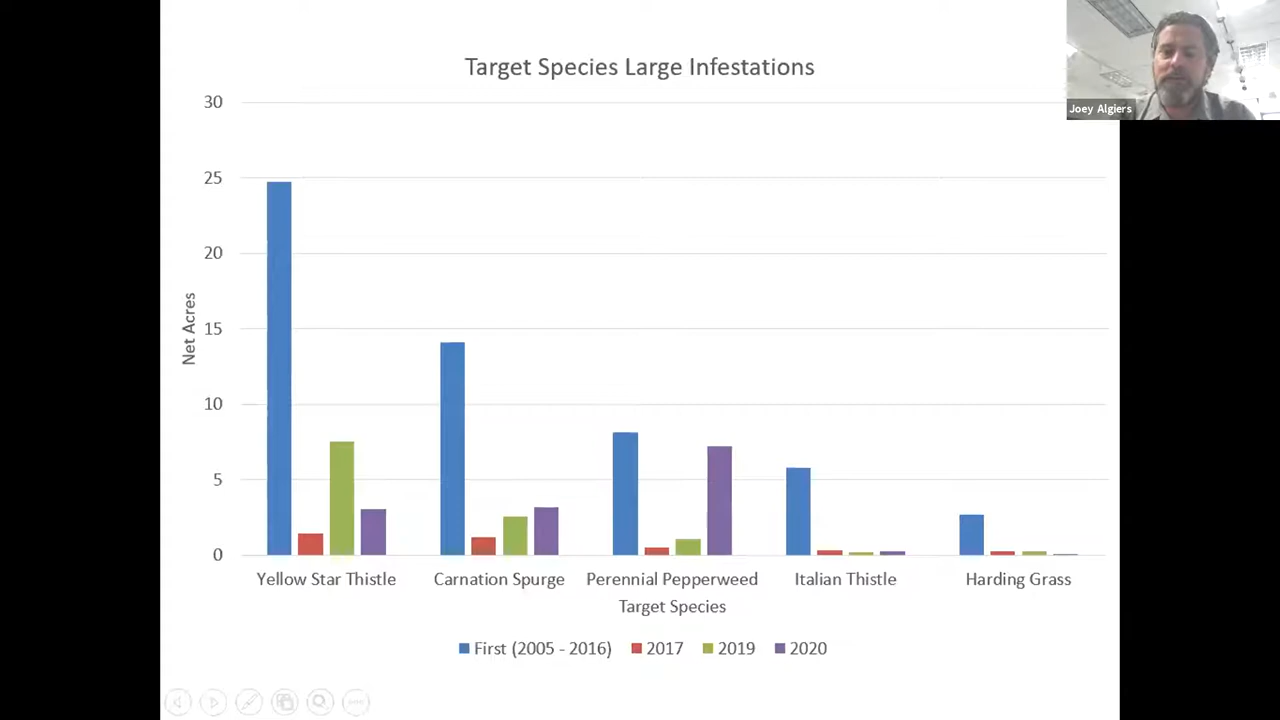 Target Species Large Infestations
Joey Algiers
30
25
20
15
10
5
0
Net Acres
Yellow Star Thistle
Carnation Spurge
Perennial Pepperweed
Italian Thistle
Harding Grass
Target Species
First (2005 - 2016)
2017
2019
2020